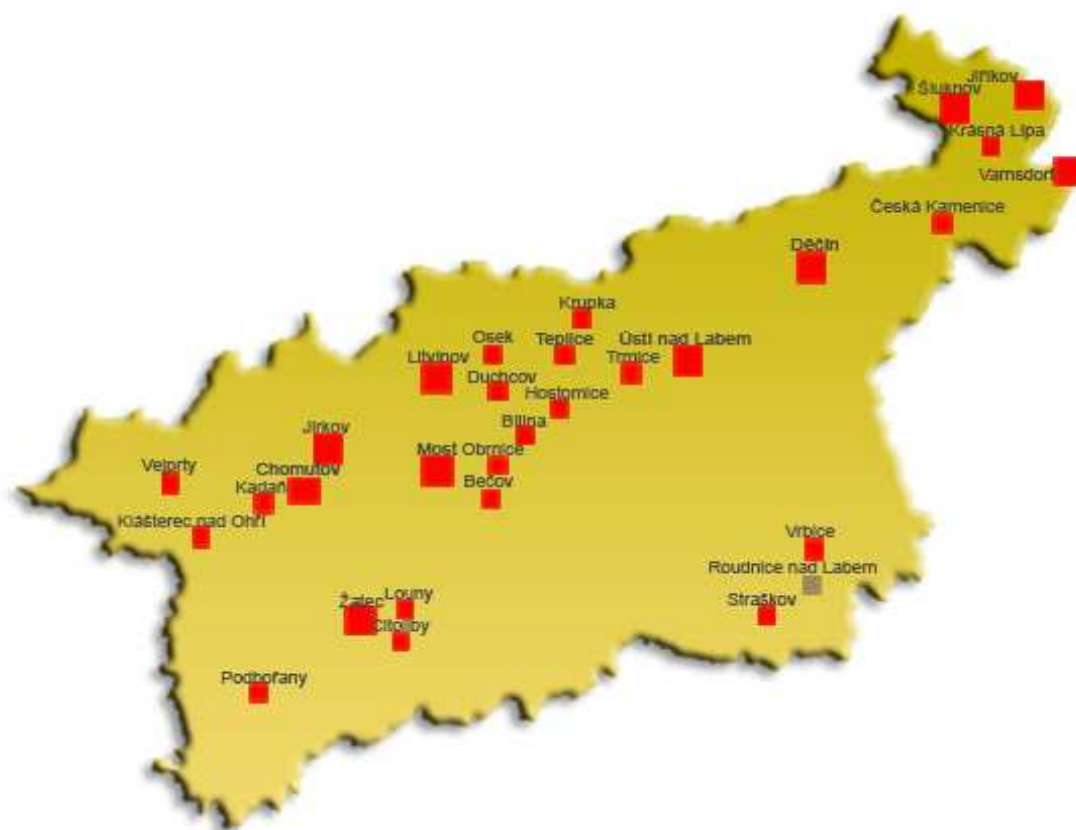 Jiříkov
Šluknov
Krásná Lípa
Varnsdorf
Česká Kamenice
Děčín
Krupka
Osek
Teplice
Ústí nad Labem
Litvínov
Trmice
Duchcov
Hostomice
Bílina
Jirkov
Most
Obrnice
Chomutov
Bečov
Vejprty
Kadaň
Klášterec nad Ohří
Vrbice
Roudnice nad Labem
Straškov
Louny
Žatec
Cítoliby
Podbořany